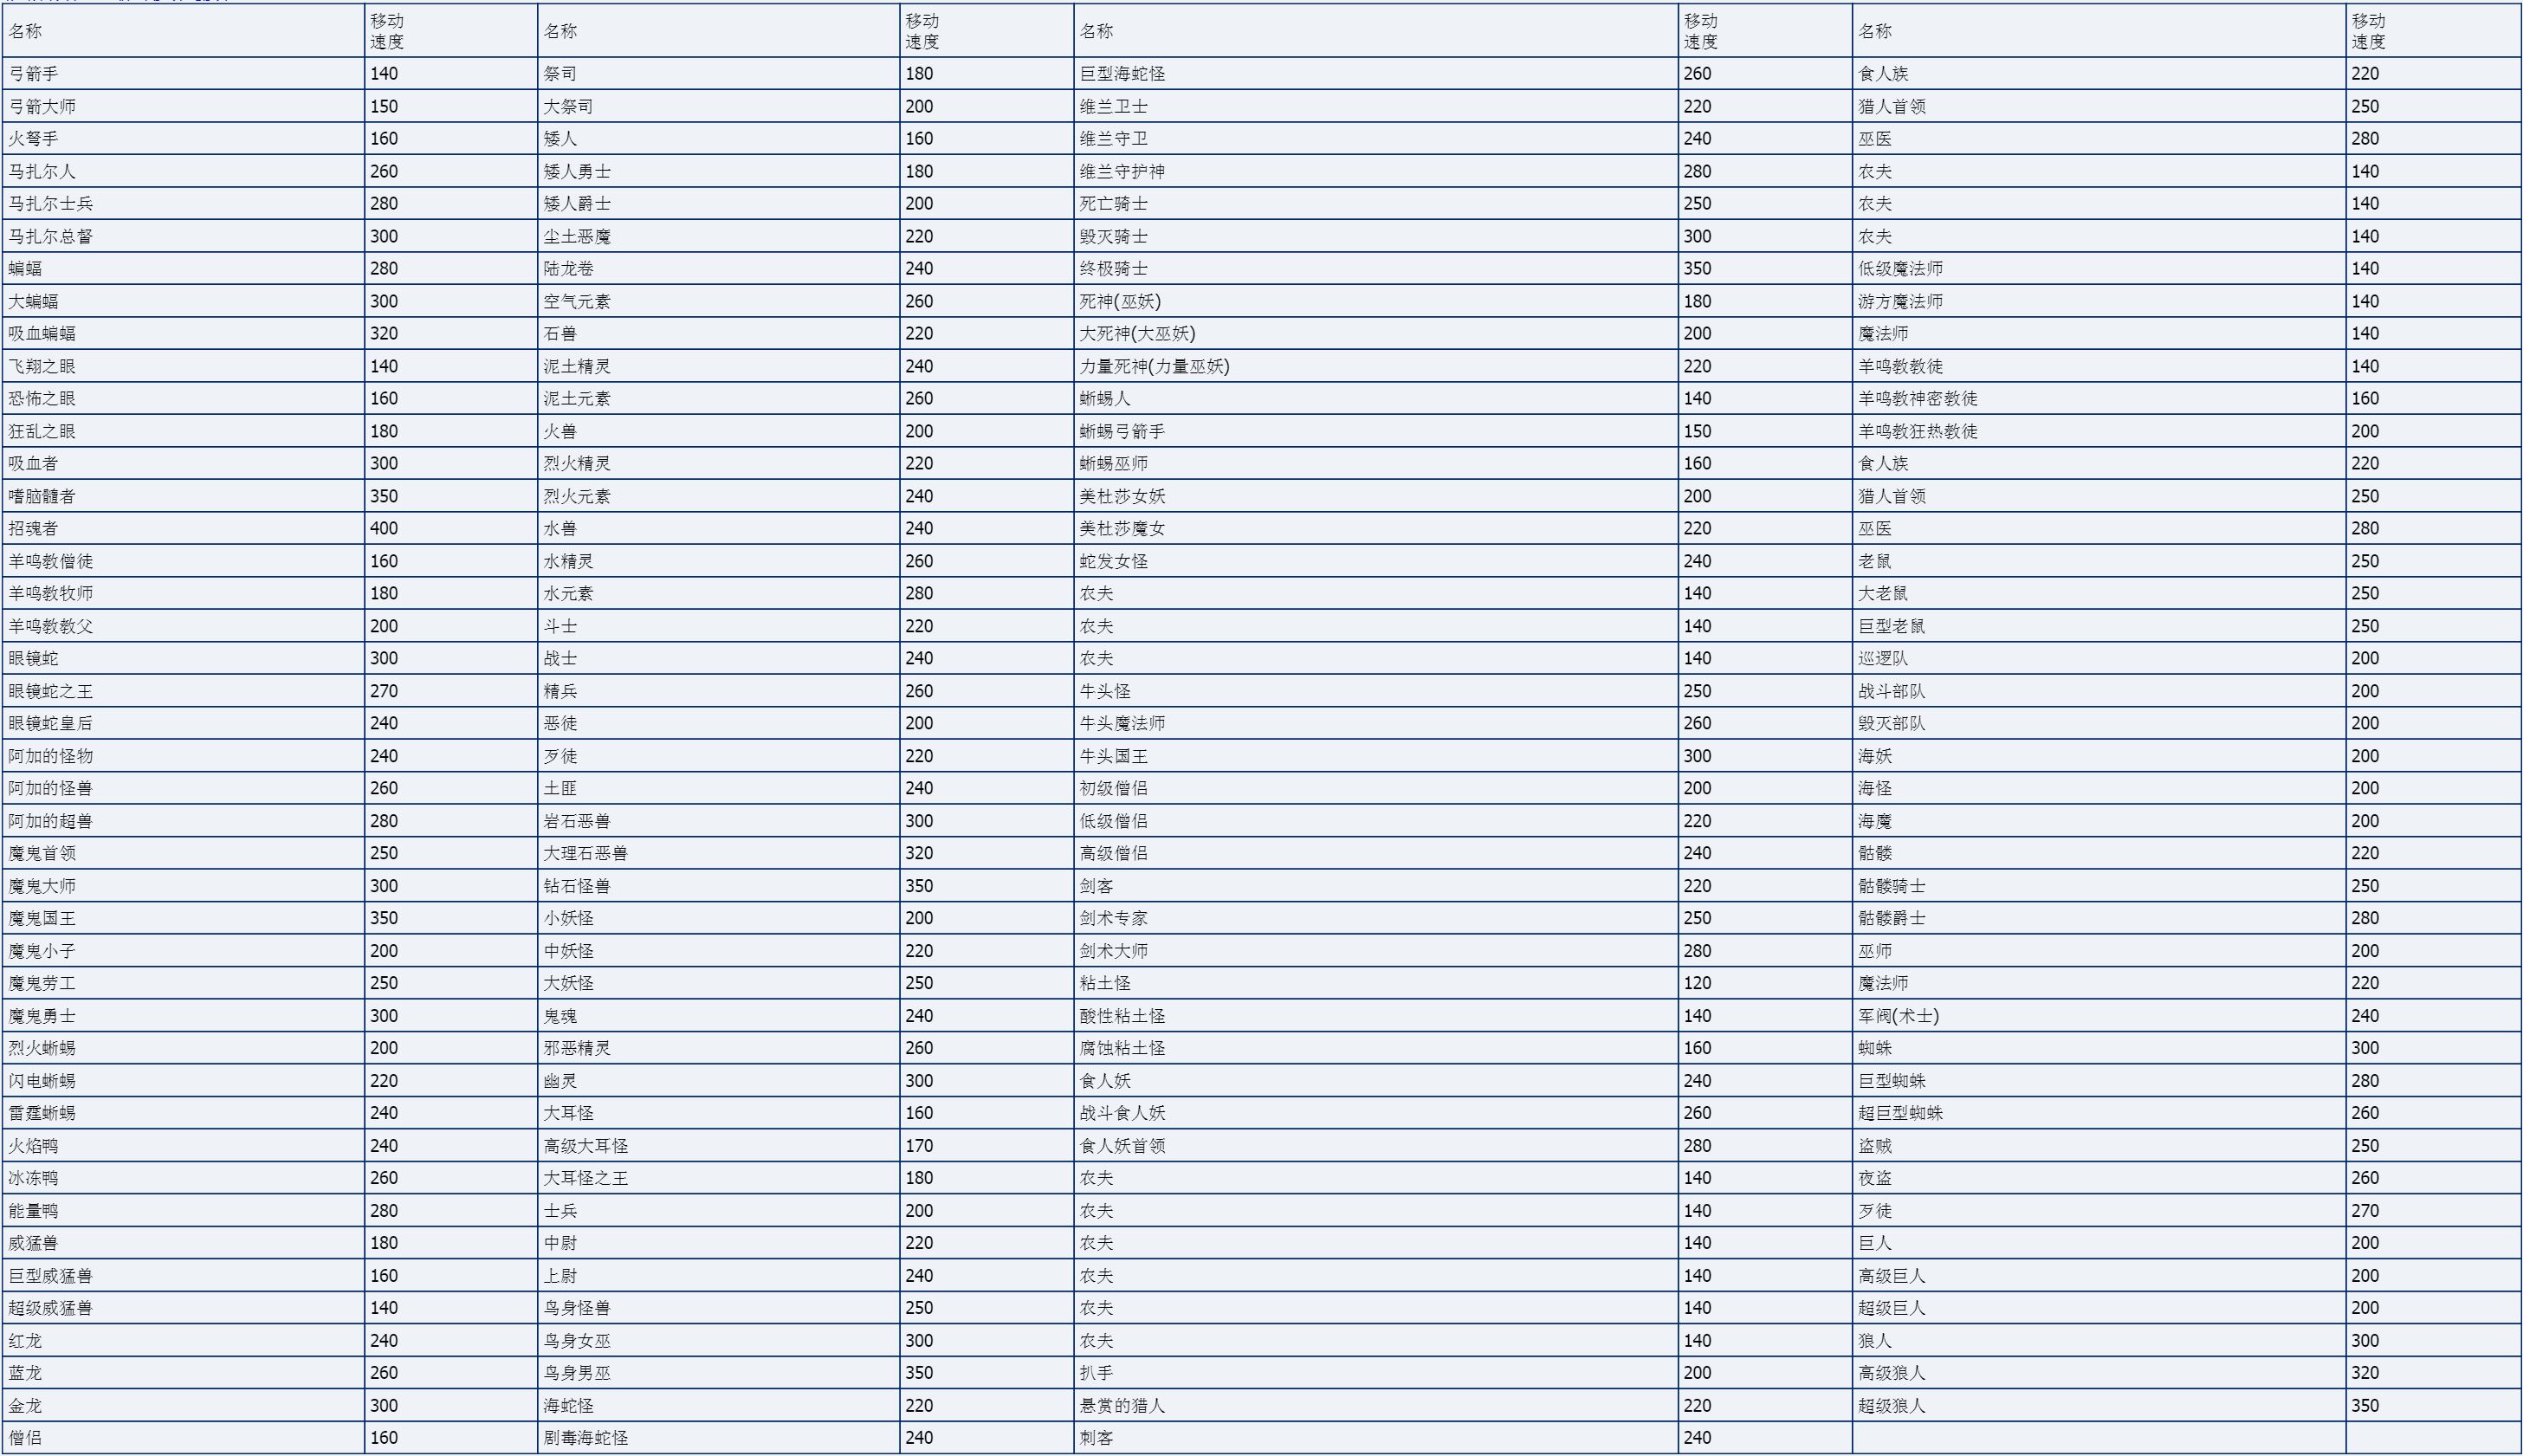 名称 移动速度 名称 移动速度 名称 移动速度 名称 移动速度
弓箭手 140 祭司 180 巨型海蛇怪 260 食人族 220
弓箭大师 150 大祭司 200 维兰卫士 220 猎人首领 250
火弩手 160 矮人 160 维兰守卫 240 巫医 280
马扎尔人 260 矮人勇士 180 维兰守护神 280 农夫 140
马扎尔士兵 280 矮人爵士 200 死亡骑士 250 农夫 140
马扎尔总督 300 尘土恶魔 220 毁灭骑士 300 农夫 140
蝙蝠 280 陆龙卷 240 终极骑士 350 低级魔法师 140
大蝙蝠 300 空气元素 260 死神(巫妖) 180 游方魔法师 140
吸血蝙蝠 320 石兽 220 大死神(大巫妖) 200 魔法师 140
飞翔之眼 140 泥土精灵 240 力量死神(力量巫妖) 220 羊鸣教教徒 140
恐怖之眼 160 泥土元素 260 蜥蜴人 140 羊鸣教神密教徒 160
狂乱之眼 180 火兽 200 蜥蜴弓箭手 150 羊鸣教狂热教徒 200
吸血者 300 烈火精灵 220 蜥蜴巫师 160 食人族 220
嗜脑髓者 350 烈火元素 240 美杜莎女妖 200 猎人首领 250
招魂者 400 水兽 240 美杜莎魔女 220 巫医 280
羊鸣教僧徒 160 水精灵 260 蛇发女怪 240 老鼠 250
羊鸣教牧师 180 水元素 280 农夫 140 大老鼠 250
羊鸣教教父 200 斗士 220 农夫 140 巨型老鼠 250
眼镜蛇 300 战士 240 农夫 140 巡逻队 200
眼镜蛇之王 270 精兵 260 牛头怪 250 战斗部队 200
眼镜蛇皇后 240 恶徒 200 牛头魔法师 260 毁灭部队 200
阿加的怪物 240 歹徒 220 牛头国王 300 海妖 200
阿加的怪兽 260 土匪 240 初级僧侣 200 海怪 200
阿加的超兽 280 岩石恶兽 300 低级僧侣 220 海魔 200
魔鬼首领 250 大理石恶兽 320 高级僧侣 240 骷髅 220
魔鬼大师 300 钻石怪兽 350 剑客 220 骷髅骑士 250
魔鬼国王 350 小妖怪 200 剑术专家 250 骷髅爵士 280
魔鬼小子 200 中妖怪 220 剑术大师 280 巫师 200
魔鬼劳工 250 大妖怪 250 粘土怪 120 魔法师 220
魔鬼勇士 300 鬼魂 240 酸性粘土怪 140 军阀(术士) 240
烈火蜥蜴 200 邪恶精灵 260 腐蚀粘土怪 160 蜘蛛 300
闪电蜥蜴 220 幽灵 300 食人妖 240 巨型蜘蛛 280
雷霆蜥蜴 240 大耳怪 160 战斗食人妖 260 超巨型蜘蛛 260
火焰鸭 240 高级大耳怪 170 食人妖首领 280 盗贼 250
冰冻鸭 260 大耳怪之王 180 农夫 140 夜盗 260
能量鸭 280 士兵 200 农夫 140 歹徒 270
威猛兽 180 中尉 220 农夫 140 巨人 200
巨型威猛兽 160 上尉 240 农夫 140 高级巨人 200
超级威猛兽 140 鸟身怪兽 250 农夫 140 超级巨人 200
红龙 240 鸟身女巫 300 农夫 140 狼人 300
蓝龙 260 鸟身男巫 350 扒手 200 高级狼人 320
金龙 300 海蛇怪 220 悬赏的猎人 220 超级狼人 350
僧侣 160 剧毒海蛇怪 240 刺客 240